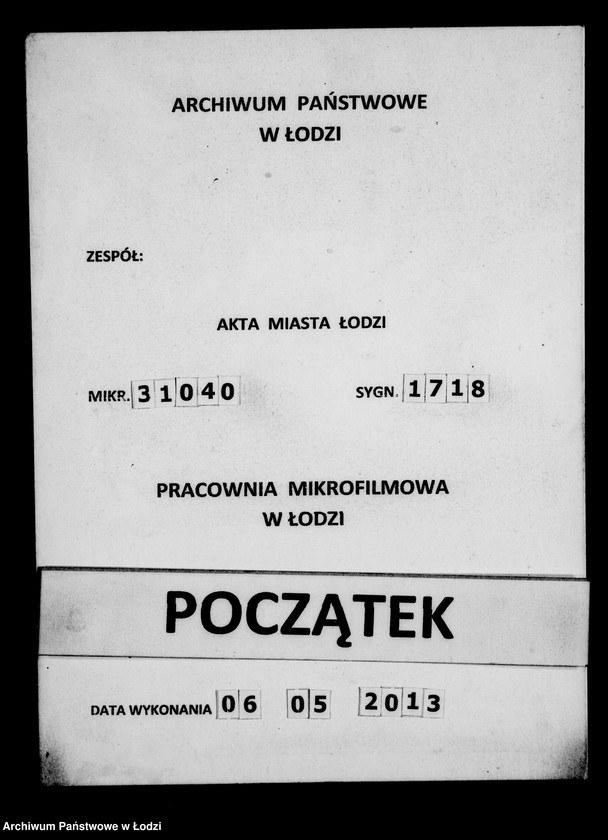 ARCHIWUM PAŃSTWOWE
W ŁODZI
ZESPÓŁ:
AKTA MIASTA ŁODZI
MIKR. 31040 SYGN. 1718
PRACOWNIA MIKROFILMOWA
W ŁODZI
POCZĄTEK
DATA WYKONANIA 06 05 2013
Archiwum Państwowe w Łodzi